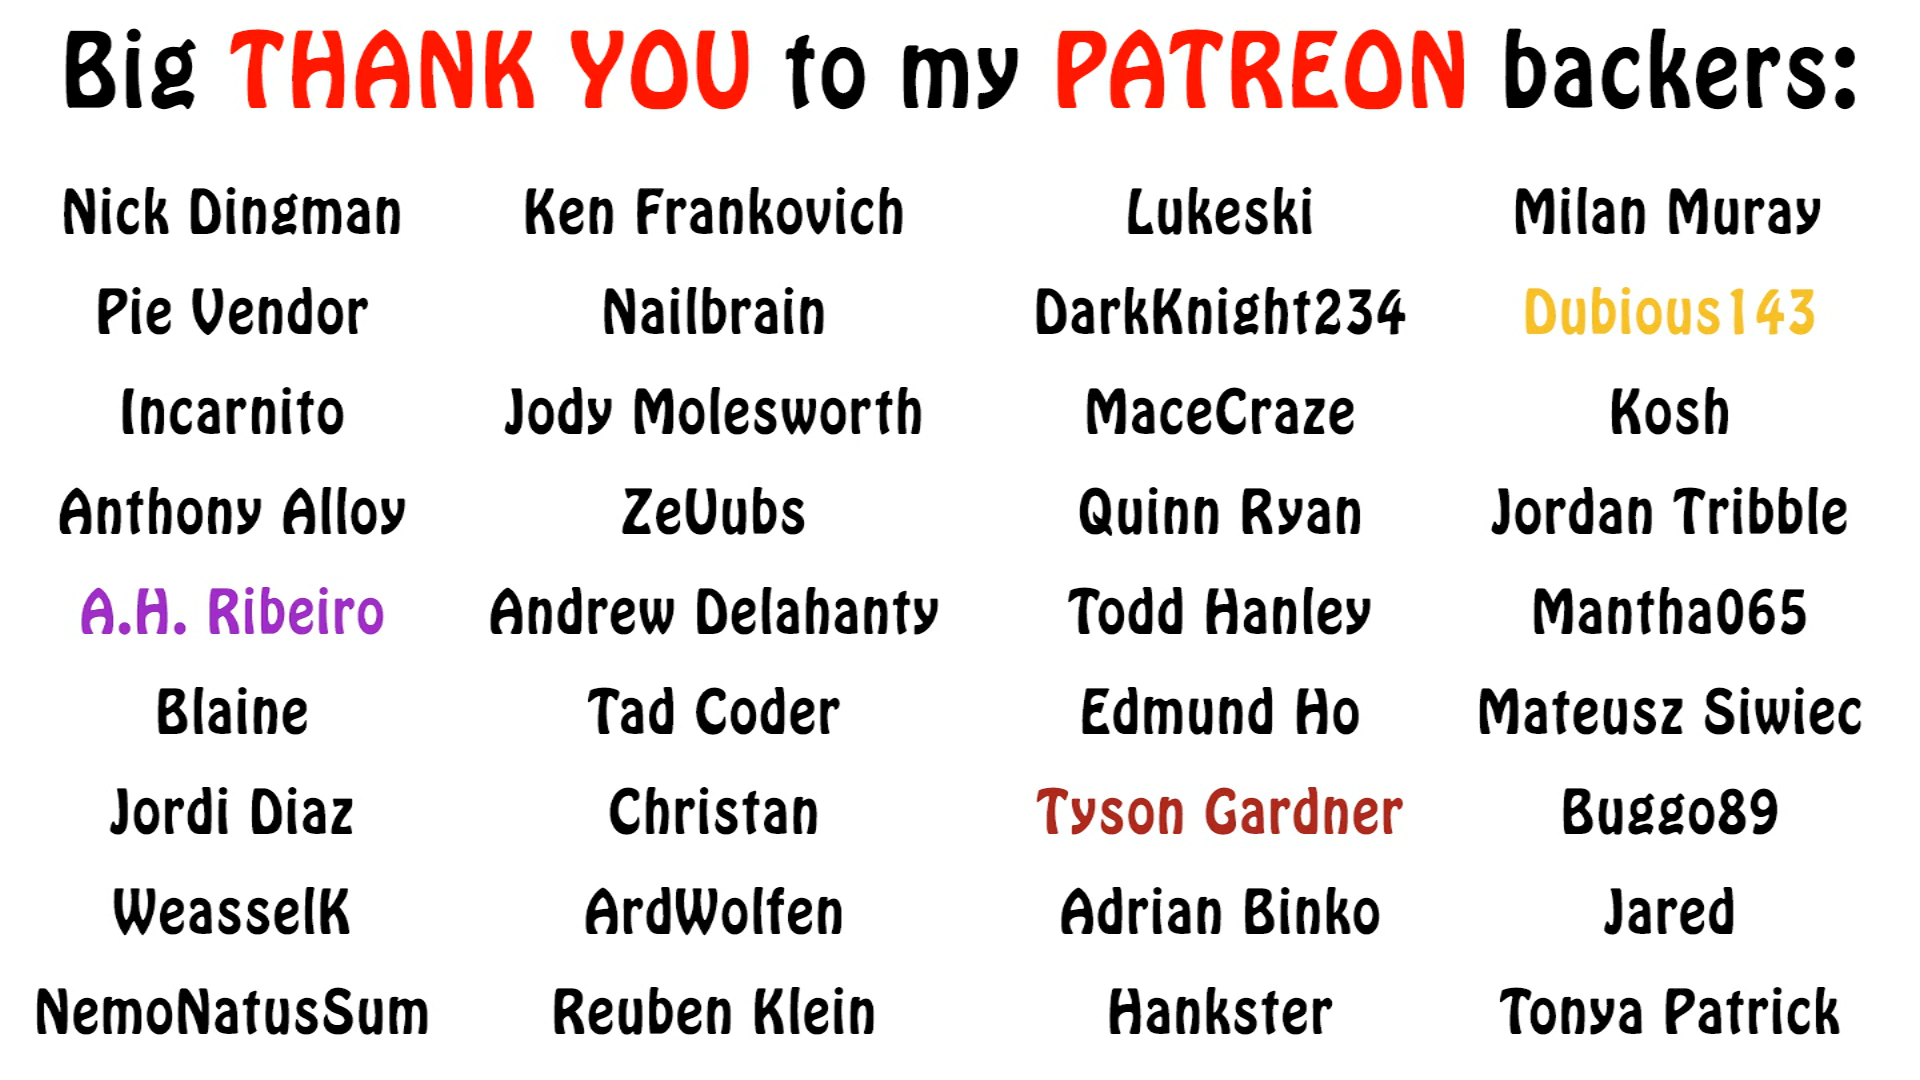 Big THANK YOU to my PATREON backers:
Nick Dingman Ken Frankovich Lukeski Milan Muray
Pie Vendor Nailbrain DarkKnight234 Dubious143
Incarnito Jody Molesworth MaceCraze Kosh
Anthony Alloy ZeUubs Quinn Ryan Jordan Tribble
A.H. Ribeiro Andrew Delahanty Todd Hanley Mantha065
Blaine Tad Coder Edmund Ho Mateusz Siwiec
Jordi Diaz Christan Tyson Gardner Buggo89
WeasselK ArdWolfen Adrian Binko Jared
NemoNatusSum Reuben Klein Hankster Tonya Patrick